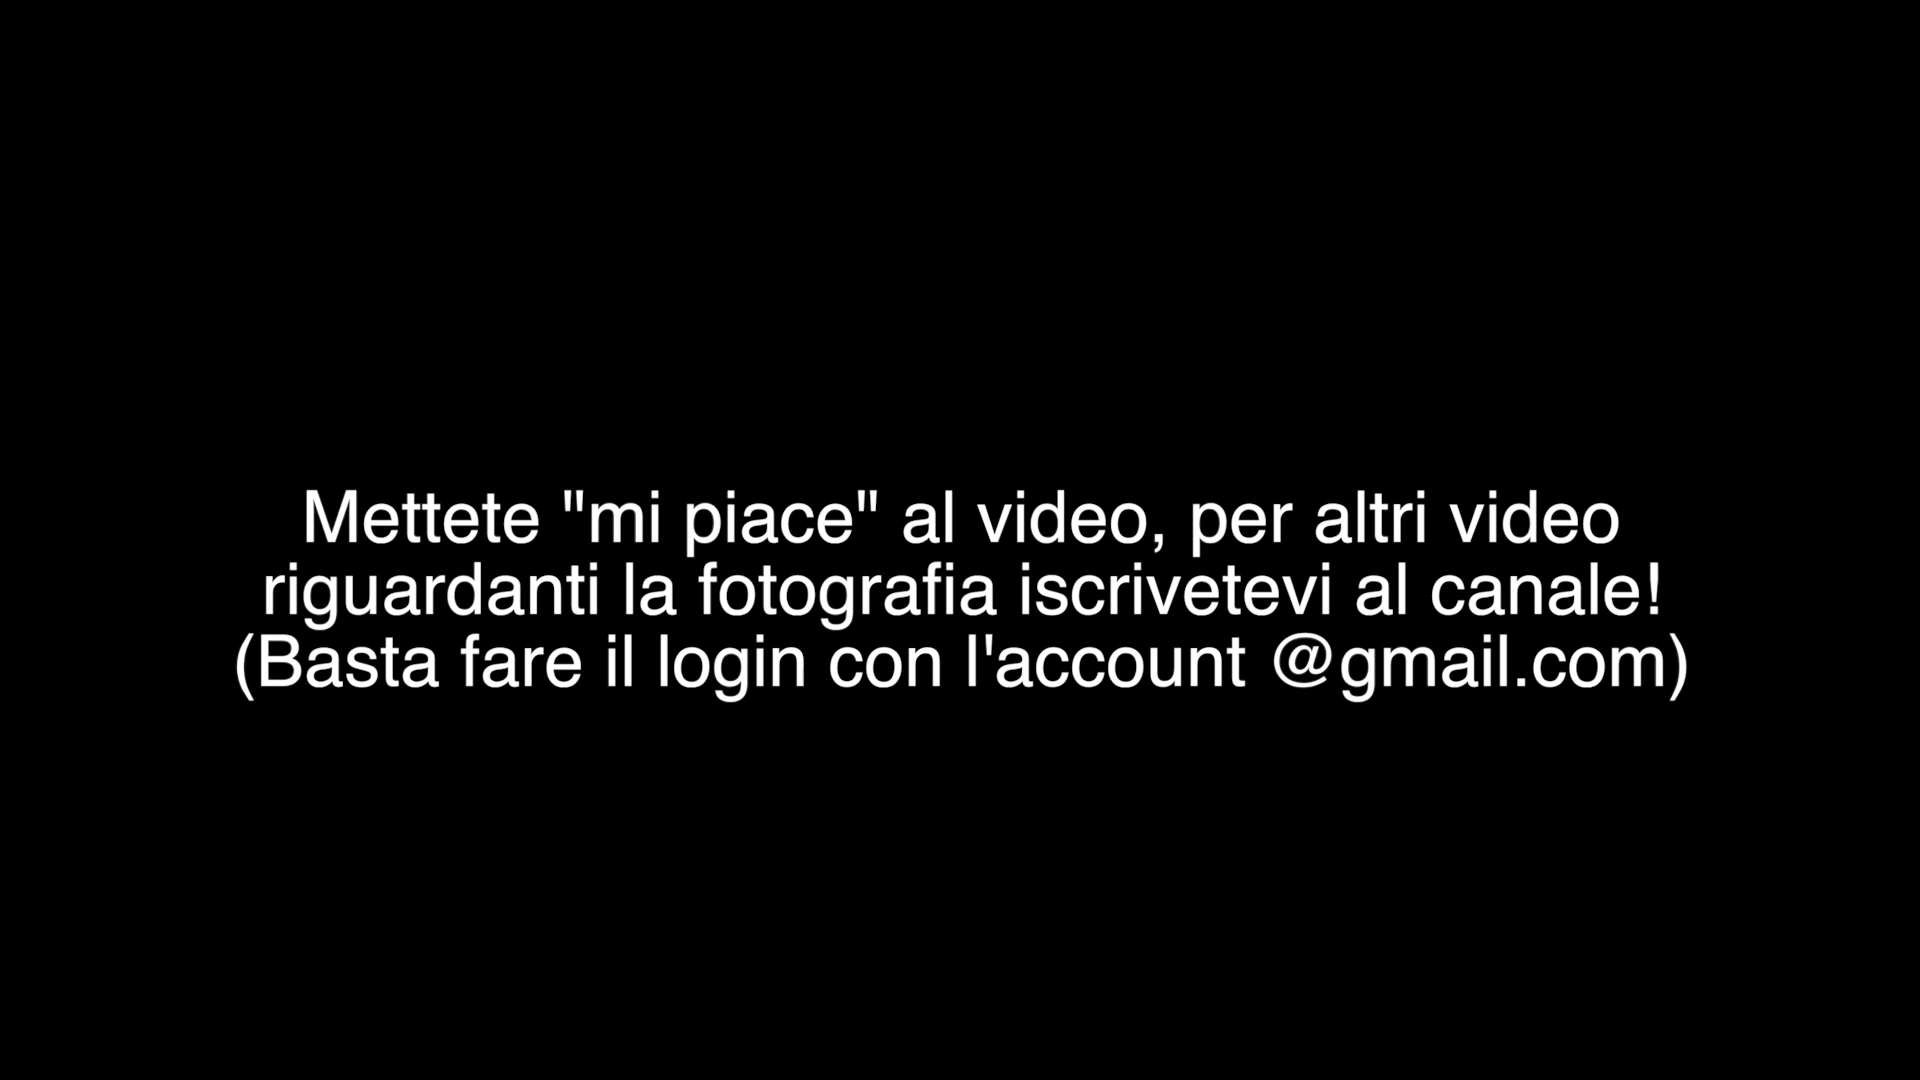 Mettete "mi piace" al video, per altri video
riguardanti la fotografia iscrivetevi al canale!
(Basta fare il login con l'account @gmail.com)